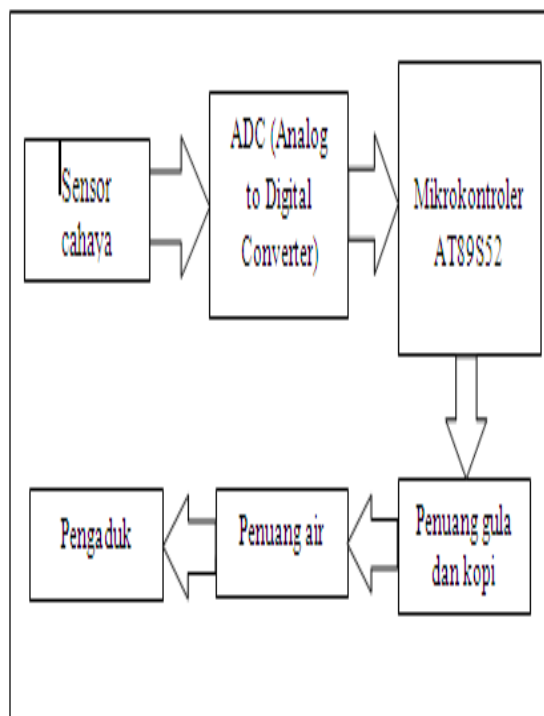 Sensor
cahaya
ADC (Analog
to Digital
Converter)
Mikrokontroler
AT89S52
Penuang gula
dan kopi
Penuang air
Pengaduk